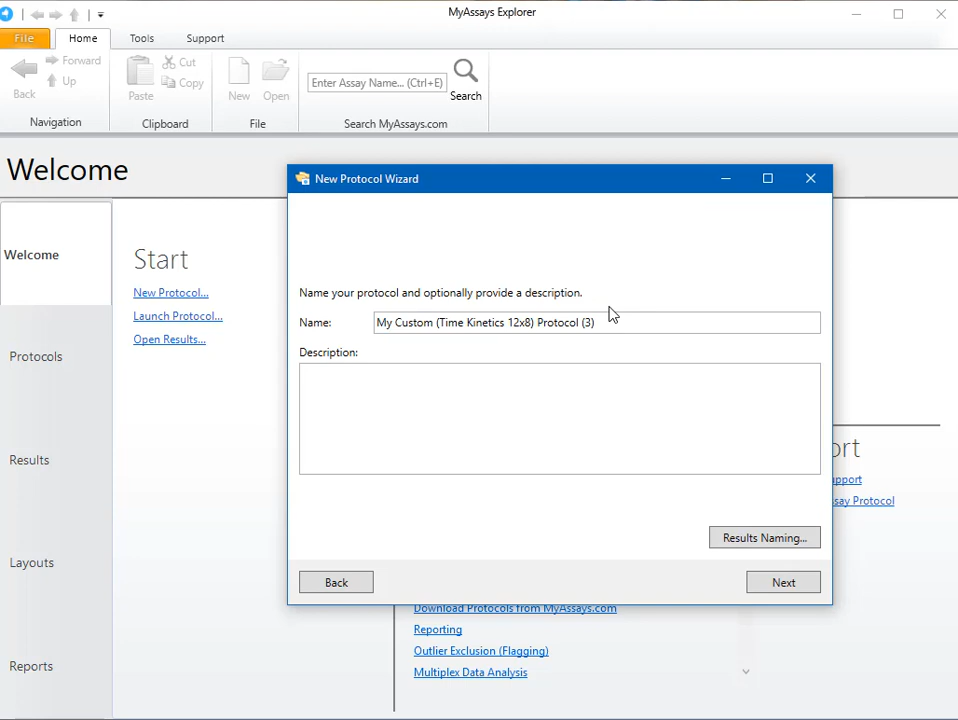 MyAssays Explorer
File
Home
Tools
Support
Back
Forward
Up
Navigation
Paste
Cut
Copy
Clipboard
New
Open
File
Enter Assay Name... (Ctrl+E)
Search
Search MyAssays.com
Welcome
Welcome
Protocols
Results
Layouts
Reports
Start
New Protocol...
Launch Protocol...
Open Results...
New Protocol Wizard
Name your protocol and optionally provide a description.
Name:
My Custom (Time Kinetics 12x8) Protocol (3)
Description:
Results Naming...
Back
Next
ort
upport
ssay Protocol
Download Protocols from MyAssays.com
Reporting
Outlier Exclusion (Flagging)
Multiplex Data Analysis